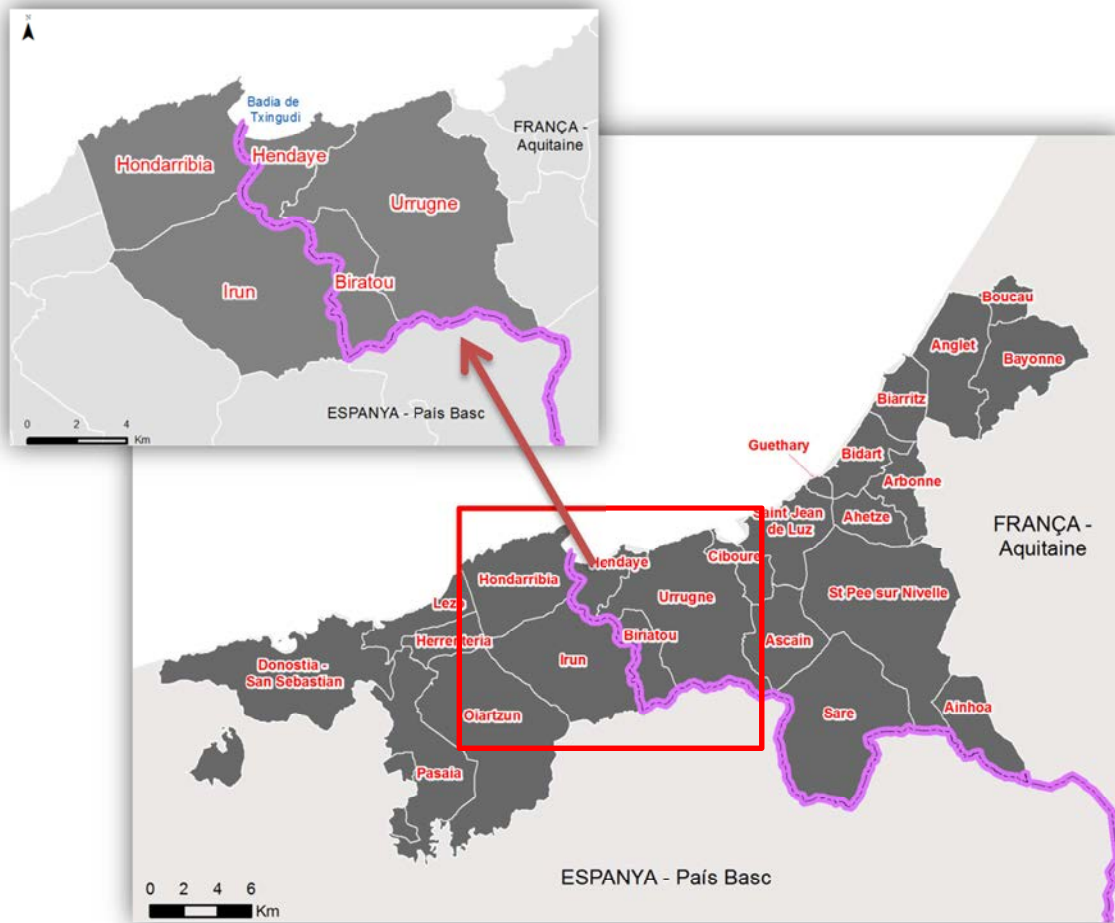 N
Badia de
Txingudi
FRANÇA -
Aquitaine
Hondarribia
Hendaye
Urrugne
Irun
Biratou
ESPANYA - País Basc
0 2 4
Km
Boucau
Anglet
Bayonne
Biarritz
Guethary
Bidart
Arbonne
Saint Jean
de Luz
Ahetze
FRANÇA -
Aquitaine
Hendaye
Ciboure
Hondarribia
Urrugne
St Pee sur Nivelle
Lezo
Herrenteria
Biriatou
Ascain
Donostia -
San Sebastian
Irun
Oiartzun
Sare
Ainhoa
Pasaia
ESPANYA - País Basc
0 2 4 6
Km